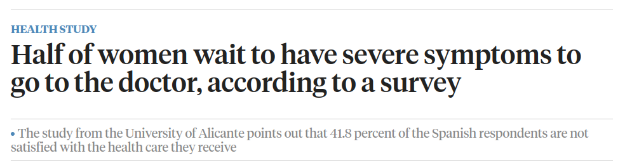 HEALTH STUDY
Half of women wait to have severe symptoms to
go to the doctor, according to a survey
• The study from the University of Alicante points out that 41.8 percent of the Spanish respondents are not
satisfied with the health care they receive